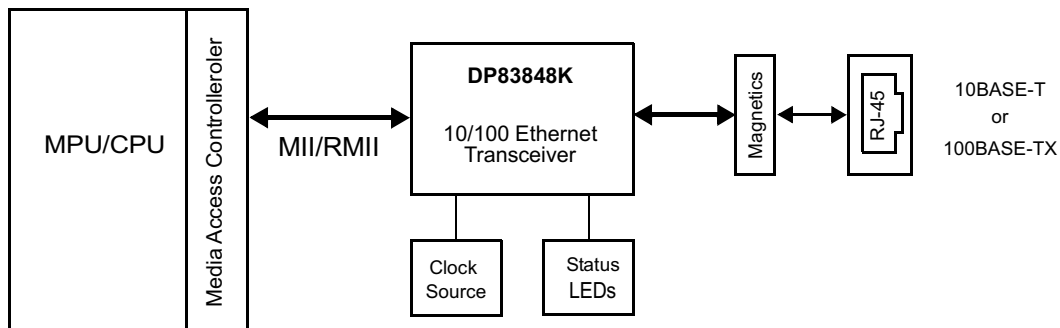 MPU/CPU
Media Access Controlleroler
MII/RMII
DP83848K
10/100 Ethernet
Transceiver
Clock
Source
Status
LEDs
Magnetics
RJ-45
10BASE-T
or
100BASE-TX